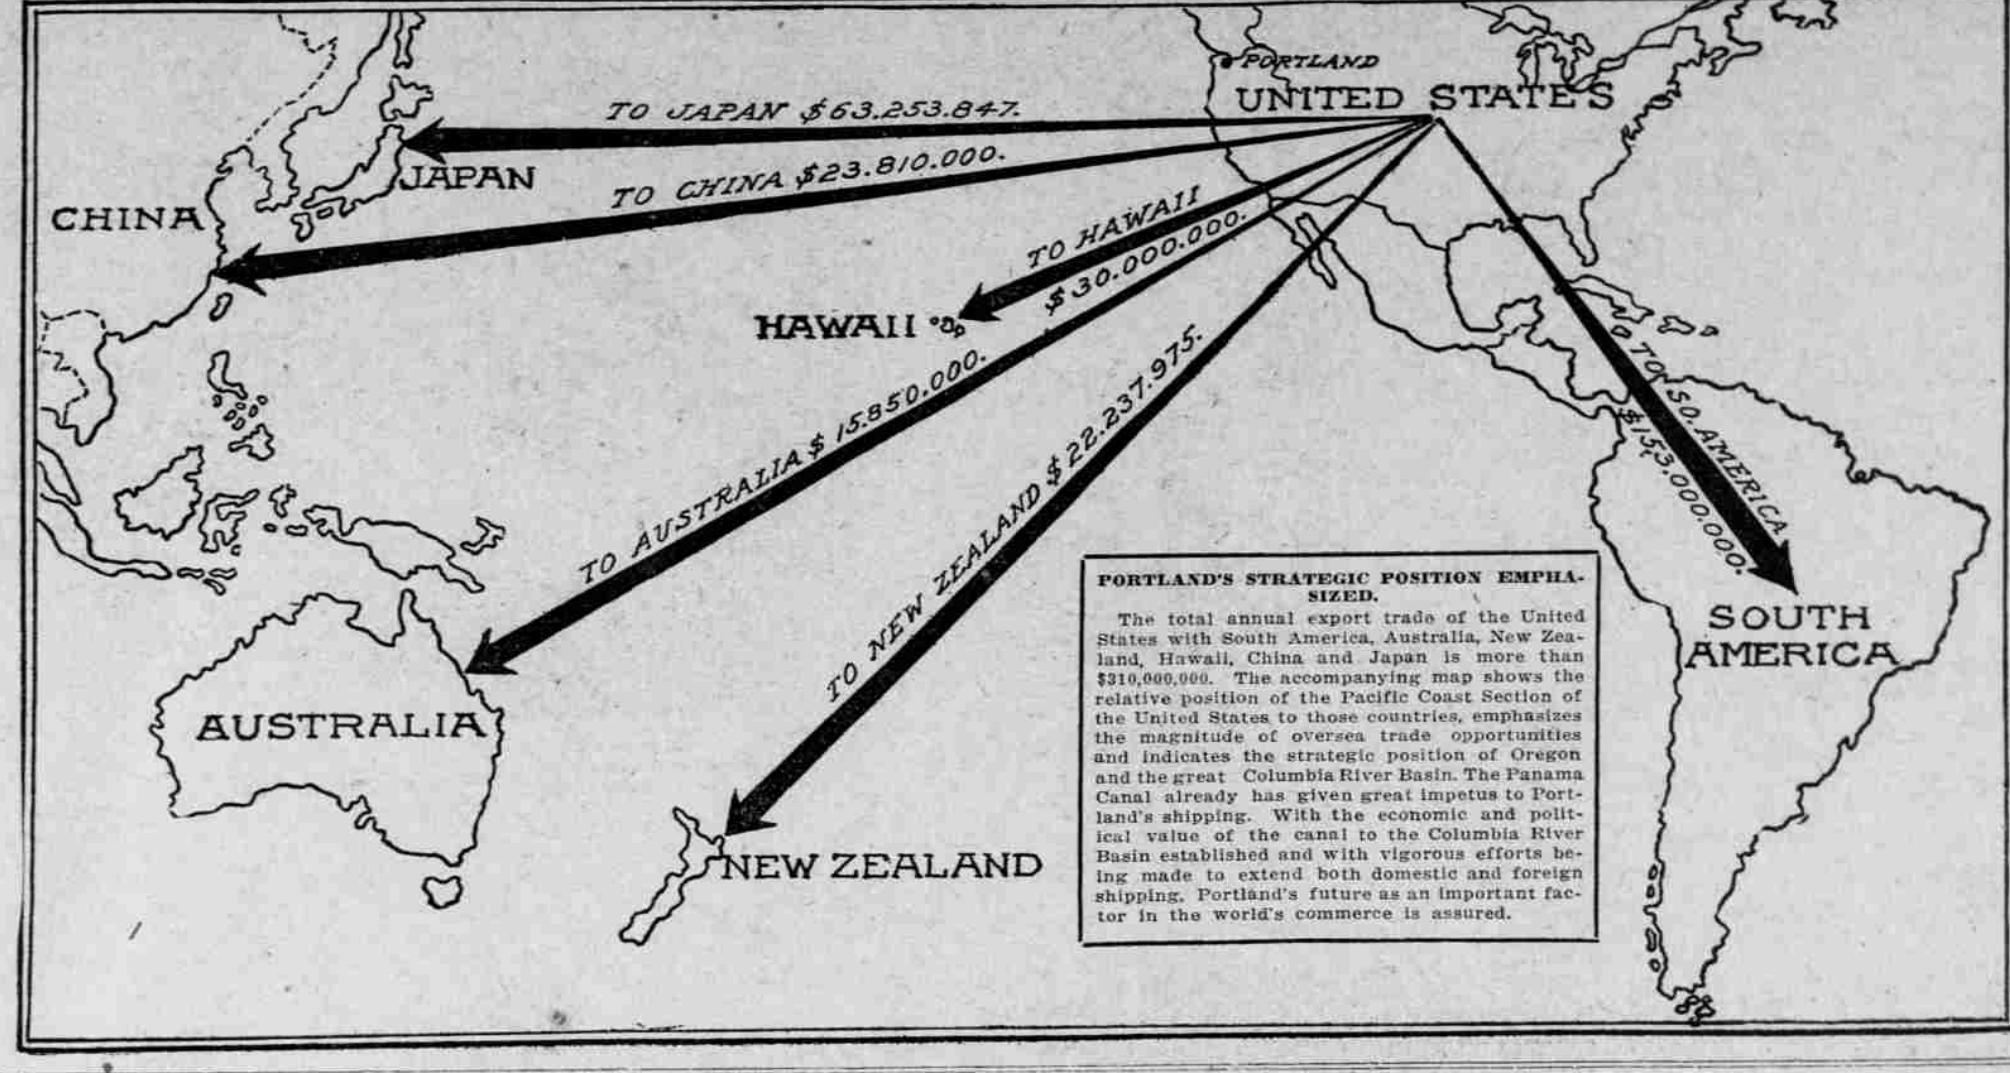 PORTLAND
UNITED STATES
TO JAPAN $63.253.847.
JAPAN
TO CHINA $23.810.000.
CHINA
TO HAWAII
$30.000.000.
HAWAII
TO AUSTRALIA $15.850.000.
AUSTRALIA
TO NEW ZEALAND $22.237.975.
NEW ZEALAND
TO SO. AMERICA
$153.000.000.
SOUTH
AMERICA
PORTLAND'S STRATEGIC POSITION EMPHA-
SIZED.
The total annual export trade of the United
States with South America, Australia, New Zea-
land, Hawaii, China and Japan is more than
$310,000,000. The accompanying map shows the
relative position of the Pacific Coast Section of
the United States to those countries, emphasizes
the magnitude of oversea trade opportunities
and indicates the strategic position of Oregon
and the great Columbia River Basin. The Panama
Canal already has given great impetus to Port-
land's shipping. With the economic and polit-
ical value of the canal to the Columbia River
Basin established and with vigorous efforts be-
ing made to extend both domestic and foreign
shipping, Portland's future as an important fac-
tor in the world's commerce is assured.